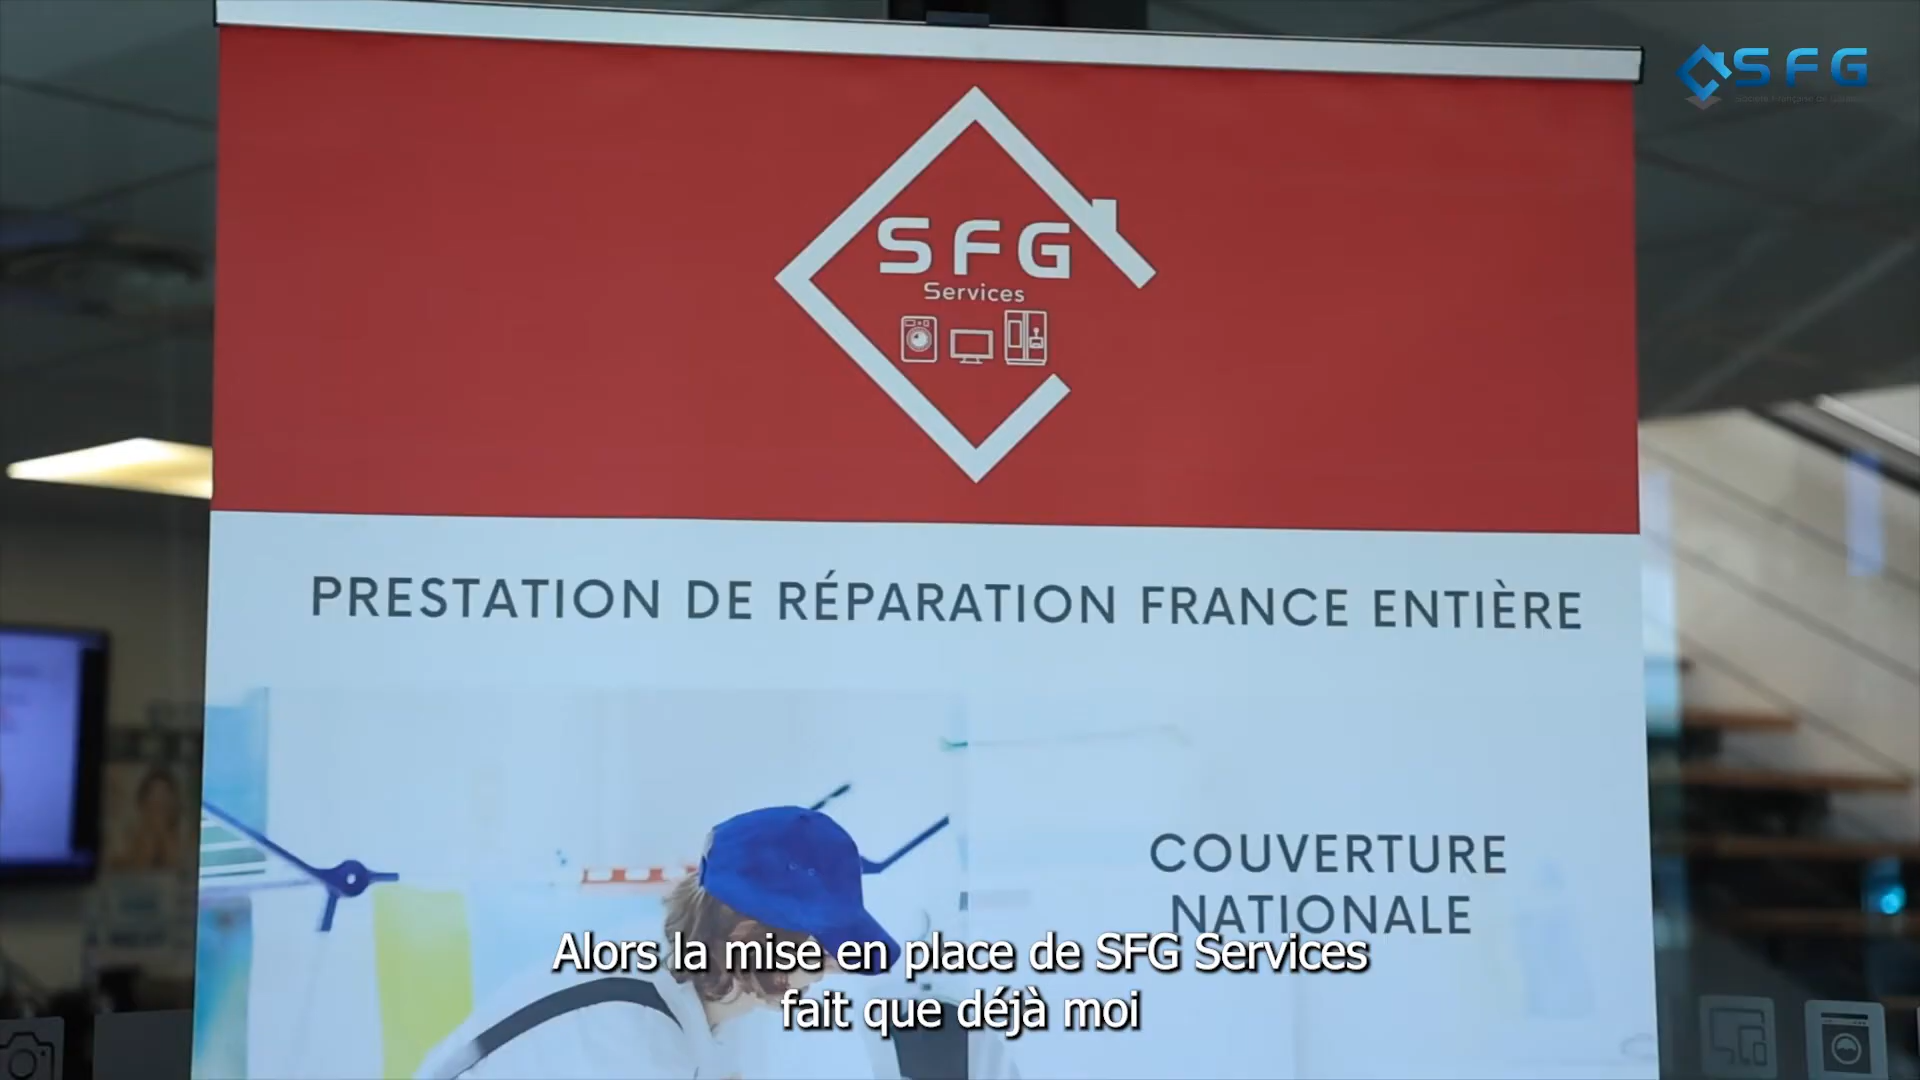 SFG
SFG
Services
PRESTATION DE RÉPARATION FRANCE ENTIÈRE
COUVERTURE
NATIONALE
Alors la mise en place de SFG Services
fait que déjà moi